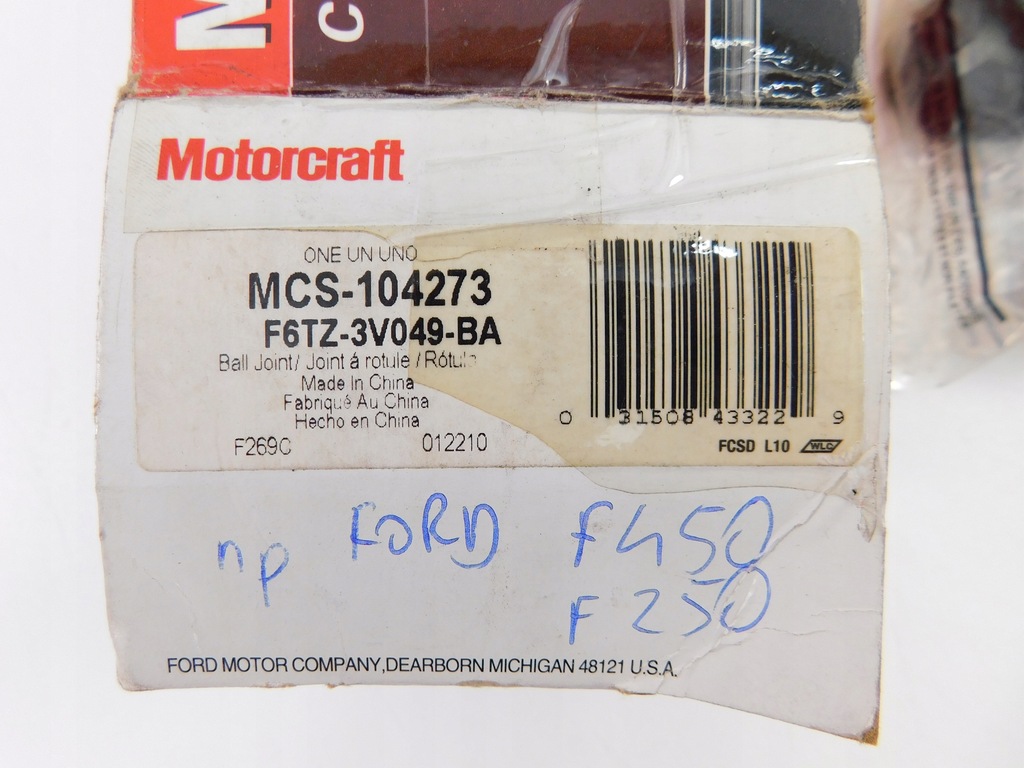 Motorcraft
ONE UN UNO
MCS-104273
F6TZ-3V049-BA
Ball Joint/ Joint á rotule / Rótula
Made In China
Fabriqué Au China
Hecho en China
F269C 012210
0 31508 43322 9
FCSD L10 WLC
np FORD F450
F250
FORD MOTOR COMPANY,DEARBORN MICHIGAN 48121 U.S.A.